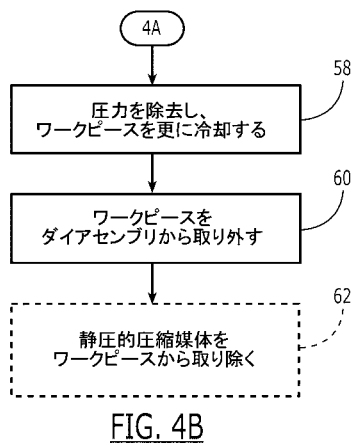 4A
58
圧力を除去し、
ワークピースを更に冷却する
60
ワークピースを
ダイアセンブリから取り外す
62
静圧的圧縮媒体を
ワークピースから取り除く
FIG. 4B